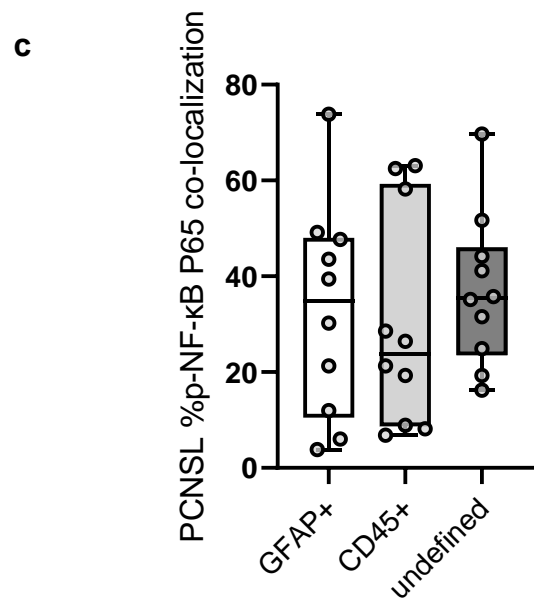 c
PCNSL %p-NF-κB P65 co-localization
80
60
40
20
0
GFAP+
CD45+
undefined